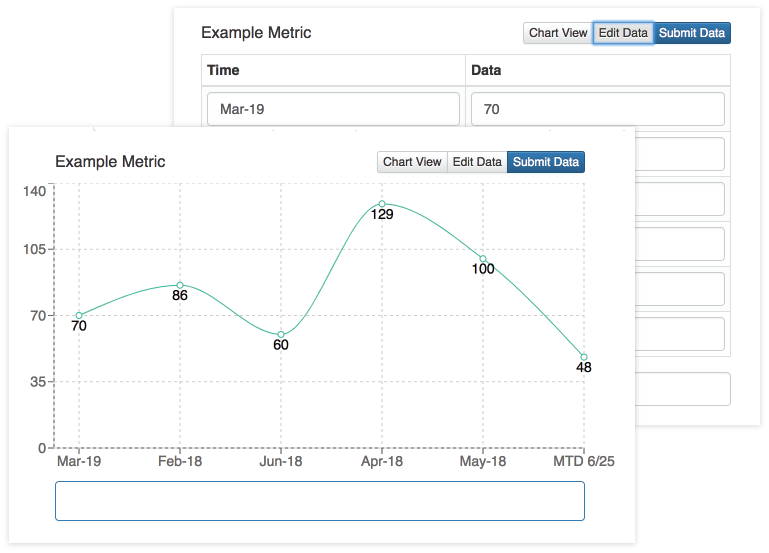 Example Metric
Chart View Edit Data Submit Data
Time Data
Mar-19 70
Example Metric
Chart View Edit Data Submit Data
140
105
70
35
0
70 86 60 129 100 48
Mar-19 Feb-18 Jun-18 Apr-18 May-18 MTD 6/25